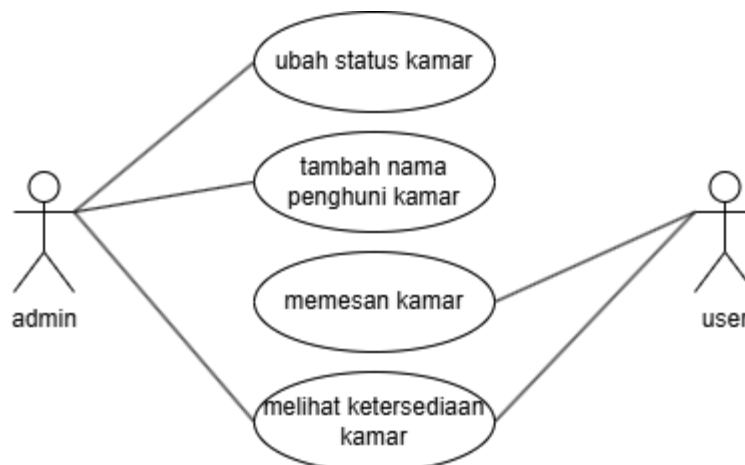 ubah status kamar
tambah nama
penghuni kamar
memesan kamar
admin
user
melihat ketersediaan
kamar